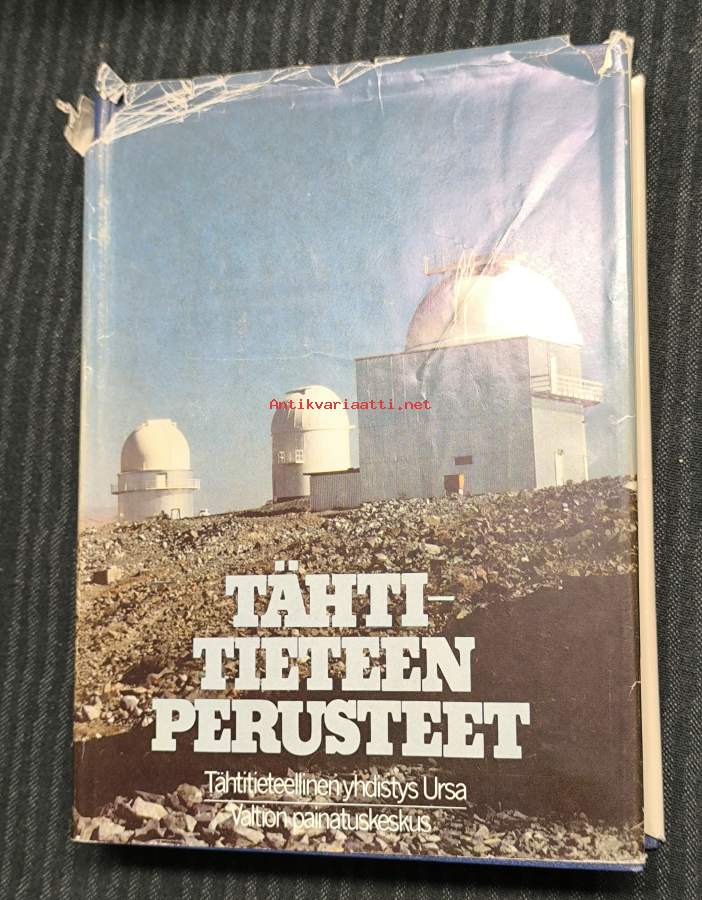 Antikvariaatti.net
TÄHTI-
TIETEEN
PERUSTEET
Tähtitieteellinen yhdistys Ursa
Valtion painatuskeskus